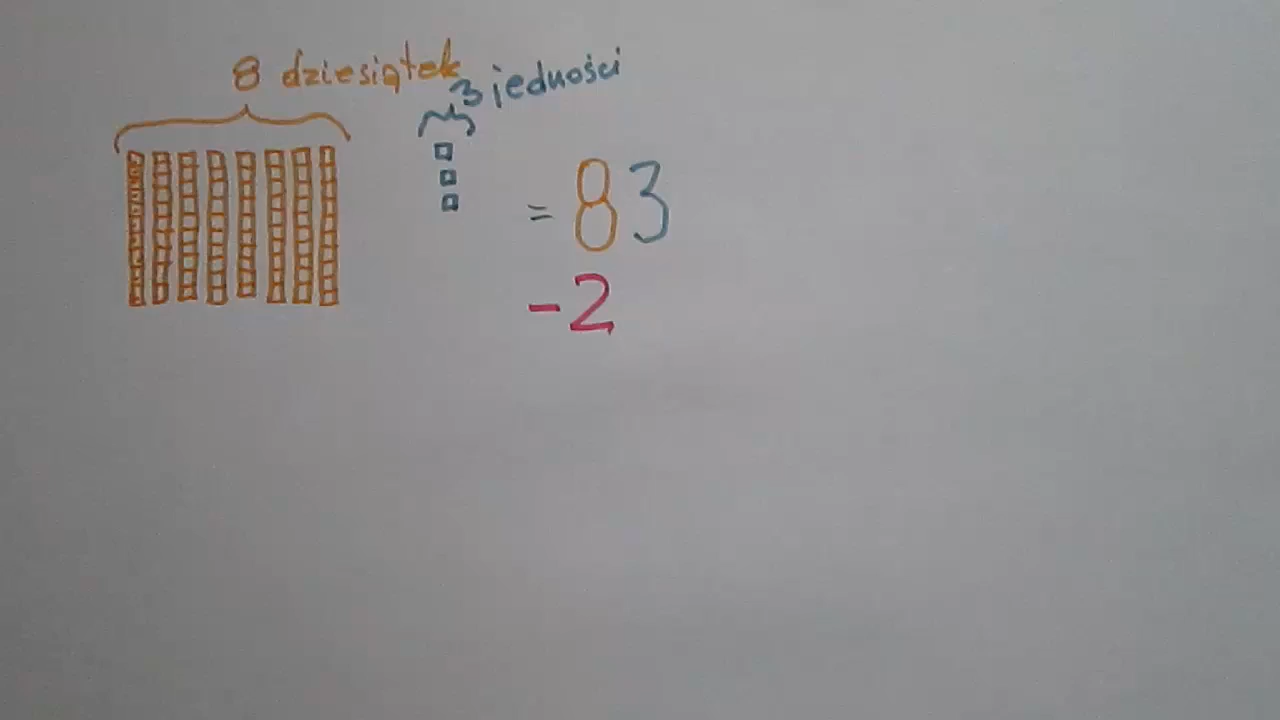 8 dziesiątek
3 jedności
= 83
-2